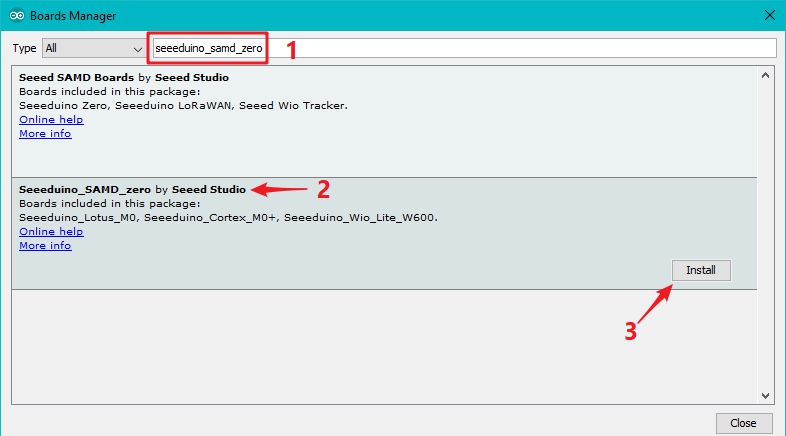 Boards Manager
Type All seeeduino_samd_zero 1
Seeed SAMD Boards by Seeed Studio
Boards included in this package:
Seeeduino Zero, Seeeduino LoRaWAN, Seeed Wio Tracker.
Online help
More info
Seeeduino_SAMD_zero by Seeed Studio 2
Boards included in this package:
Seeeduino_Lotus_M0, Seeeduino_Cortex_M0+, Seeeduino_Wio_Lite_W600.
Online help
More info
Install
3
Close